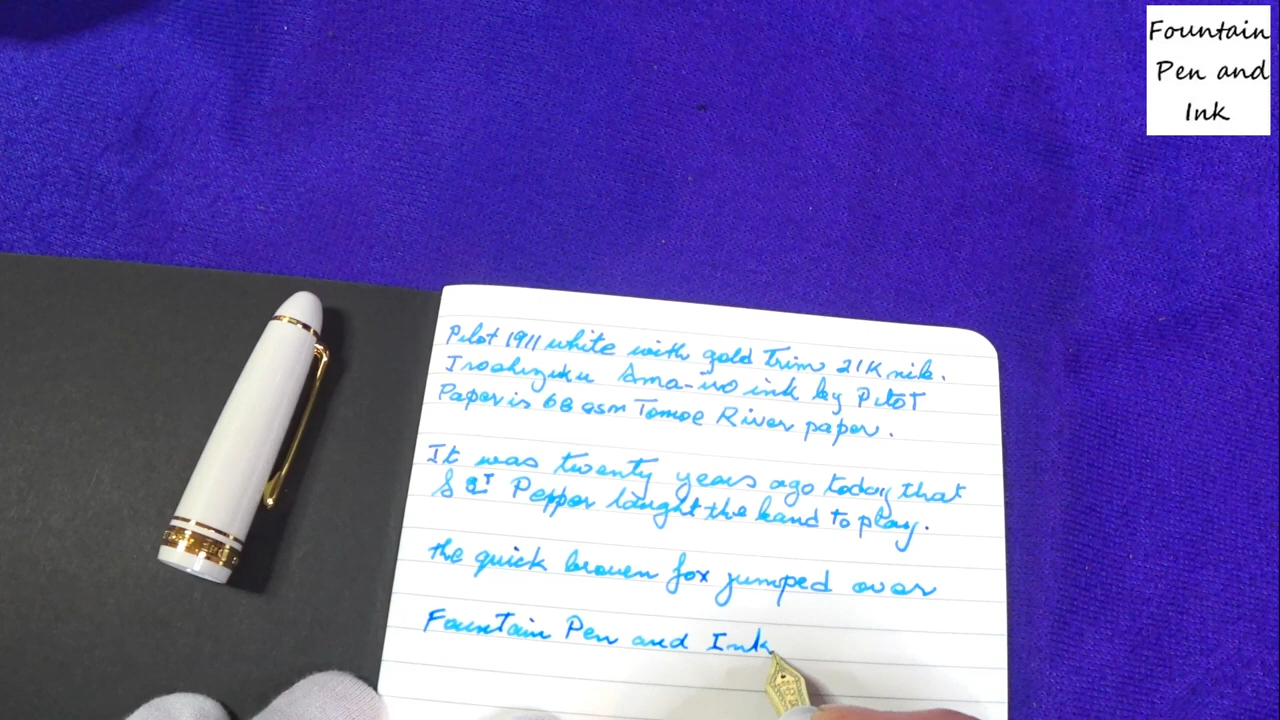 Fountain
Pen and
Ink
Pilot 1911 white with gold Trim 21K nib.
Iroshizuku Ama-iro ink by Pilot
Paper is 68 gsm Tomoe River paper.
It was twenty years ago today that
Sgt Pepper taught the band to play.
the quick brown fox jumped over
Fountain Pen and Ink